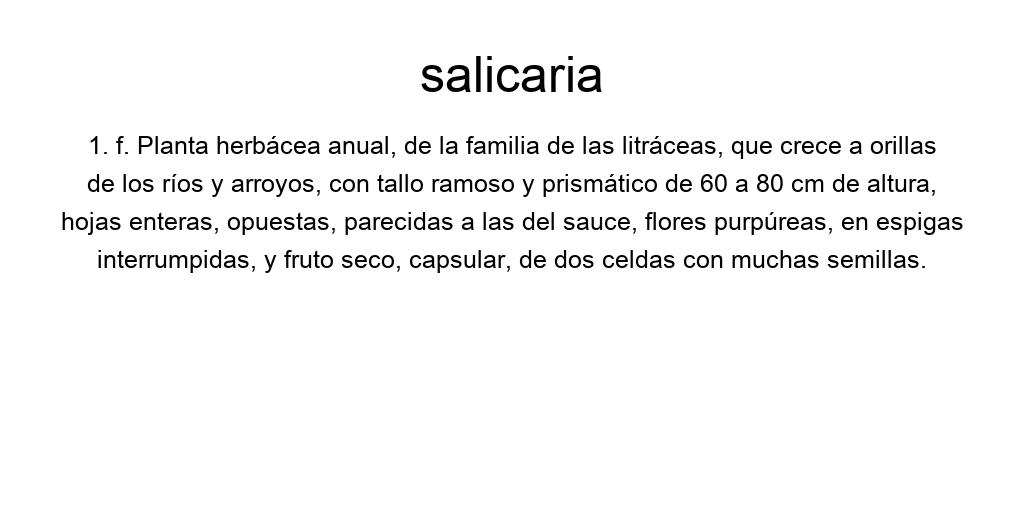 salicaria
1. f. Planta herbácea anual, de la familia de las litráceas, que crece a orillas
de los ríos y arroyos, con tallo ramoso y prismático de 60 a 80 cm de altura,
hojas enteras, opuestas, parecidas a las del sauce, flores purpúreas, en espigas
interrumpidas, y fruto seco, capsular, de dos celdas con muchas semillas.